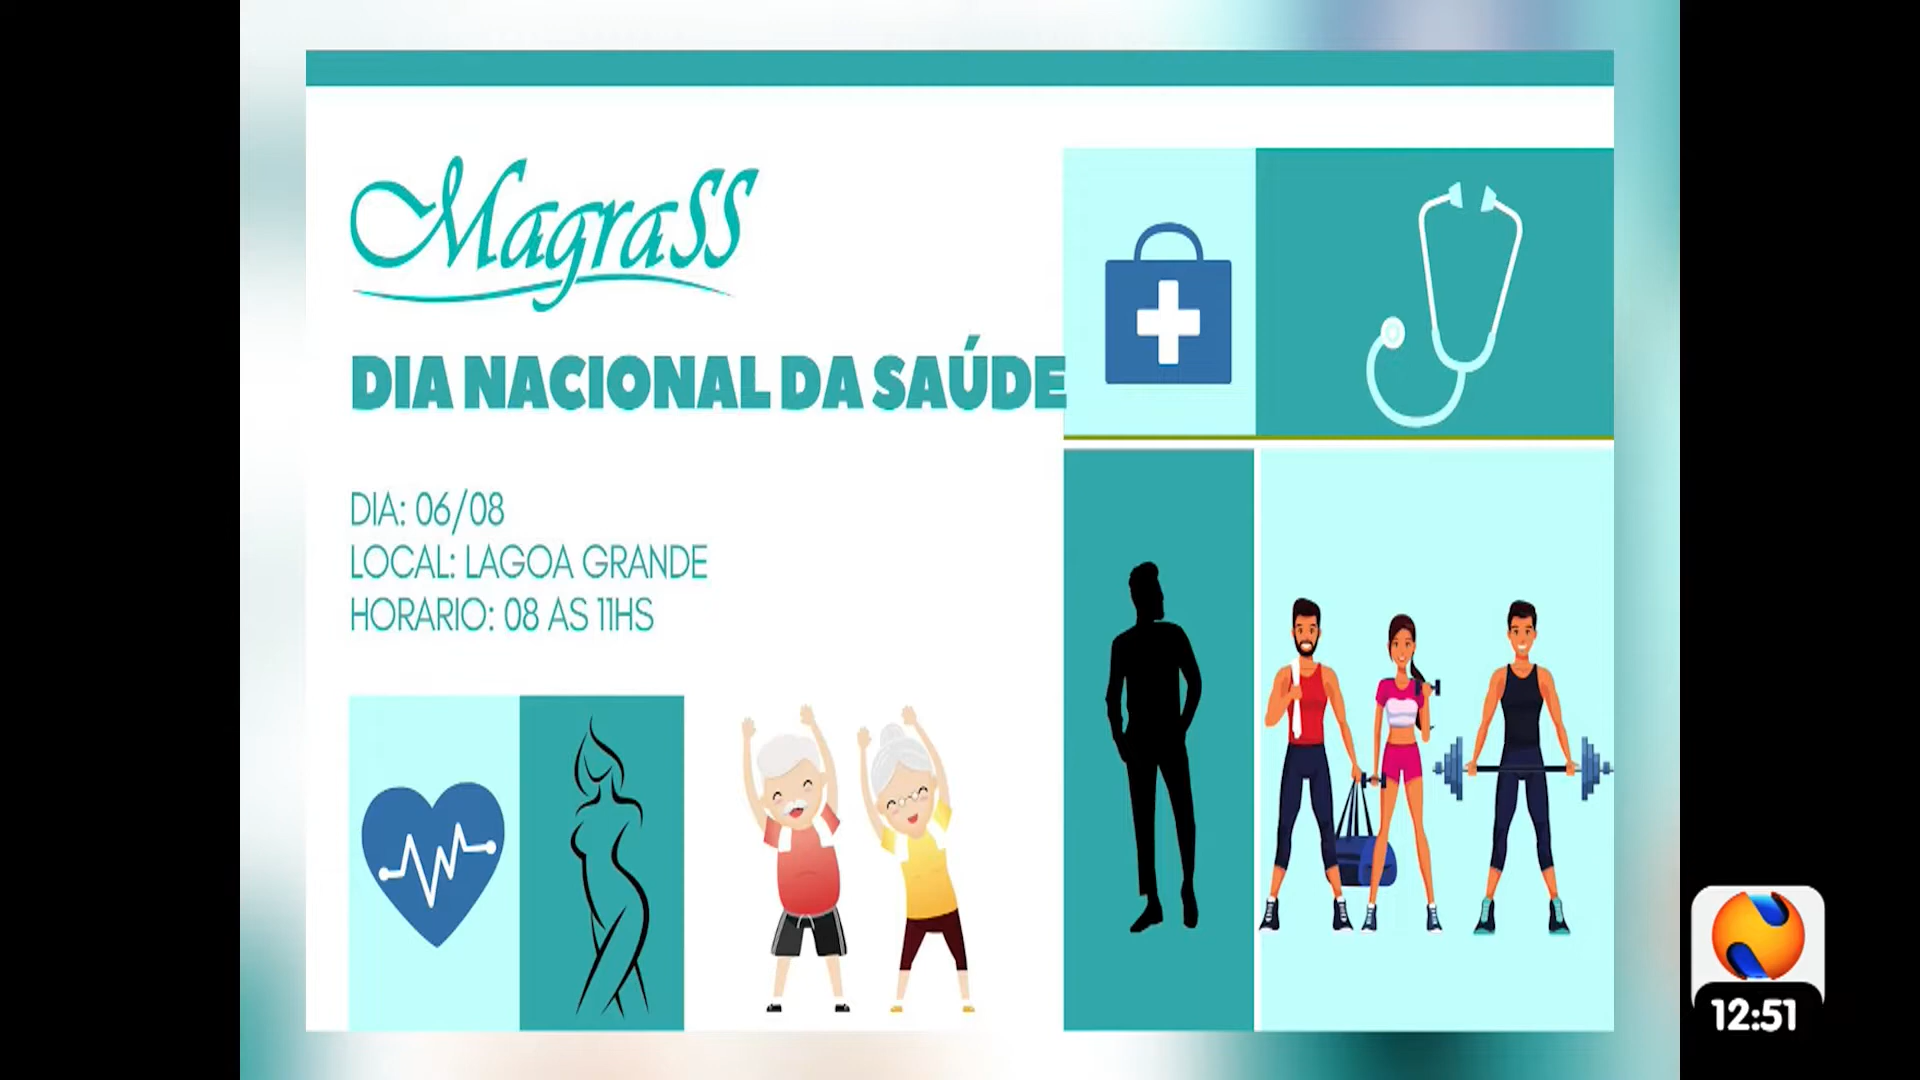 MagraSS
DIA NACIONAL DA SAÚDE
DIA: 06/08
LOCAL: LAGOA GRANDE
HORARIO: 08 AS 11HS
12:51